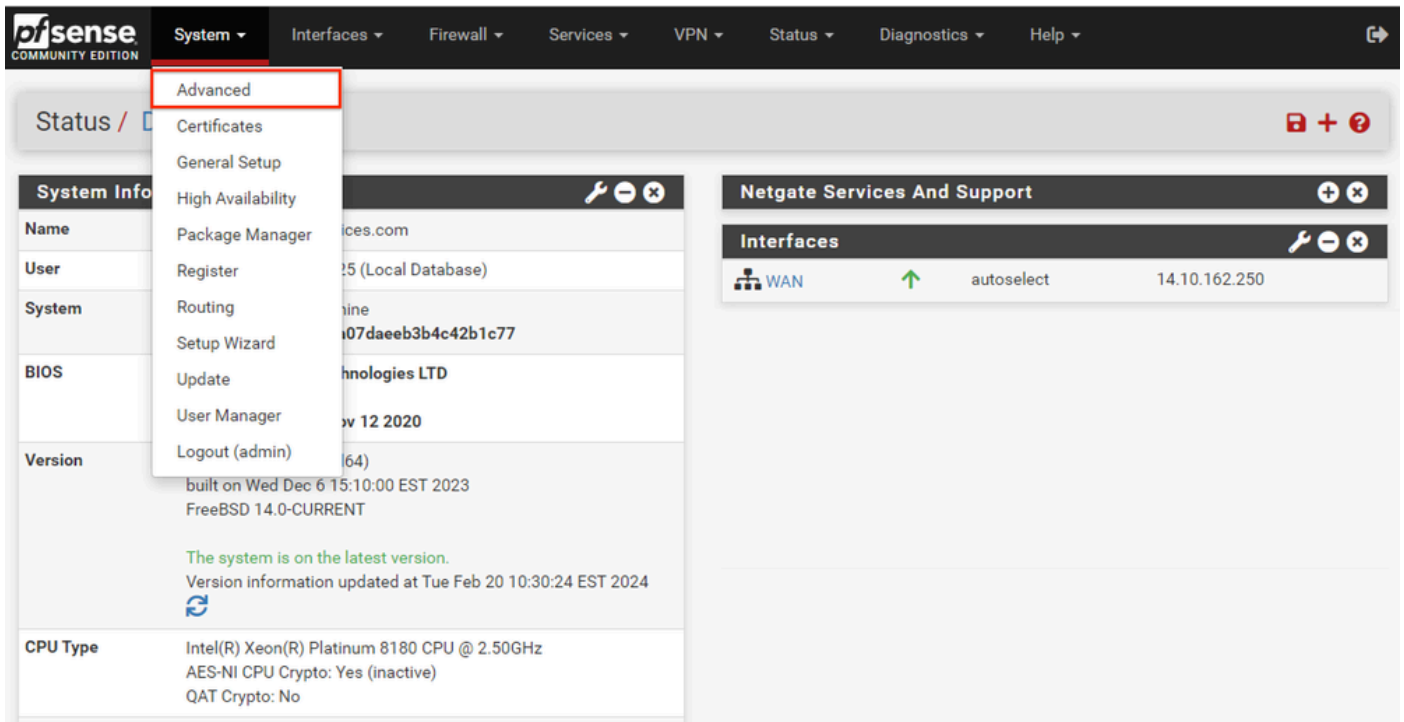 pfsense
COMMUNITY EDITION
System
Interfaces
Firewall
Services
VPN
Status
Diagnostics
Help
Advanced
Certificates
General Setup
High Availability
Package Manager
Register
Routing
Setup Wizard
Update
User Manager
Logout (admin)
Status /
System Info
Name
ices.com
User
25 (Local Database)
System
hine
a07daeeb3b4c42b1c77
BIOS
hnologies LTD
ov 12 2020
Version
built on Wed Dec 6 15:10:00 EST 2023
FreeBSD 14.0-CURRENT
The system is on the latest version.
Version information updated at Tue Feb 20 10:30:24 EST 2024
CPU Type
Intel(R) Xeon(R) Platinum 8180 CPU @ 2.50GHz
AES-NI CPU Crypto: Yes (inactive)
QAT Crypto: No
Netgate Services And Support
Interfaces
WAN autoselect 14.10.162.250